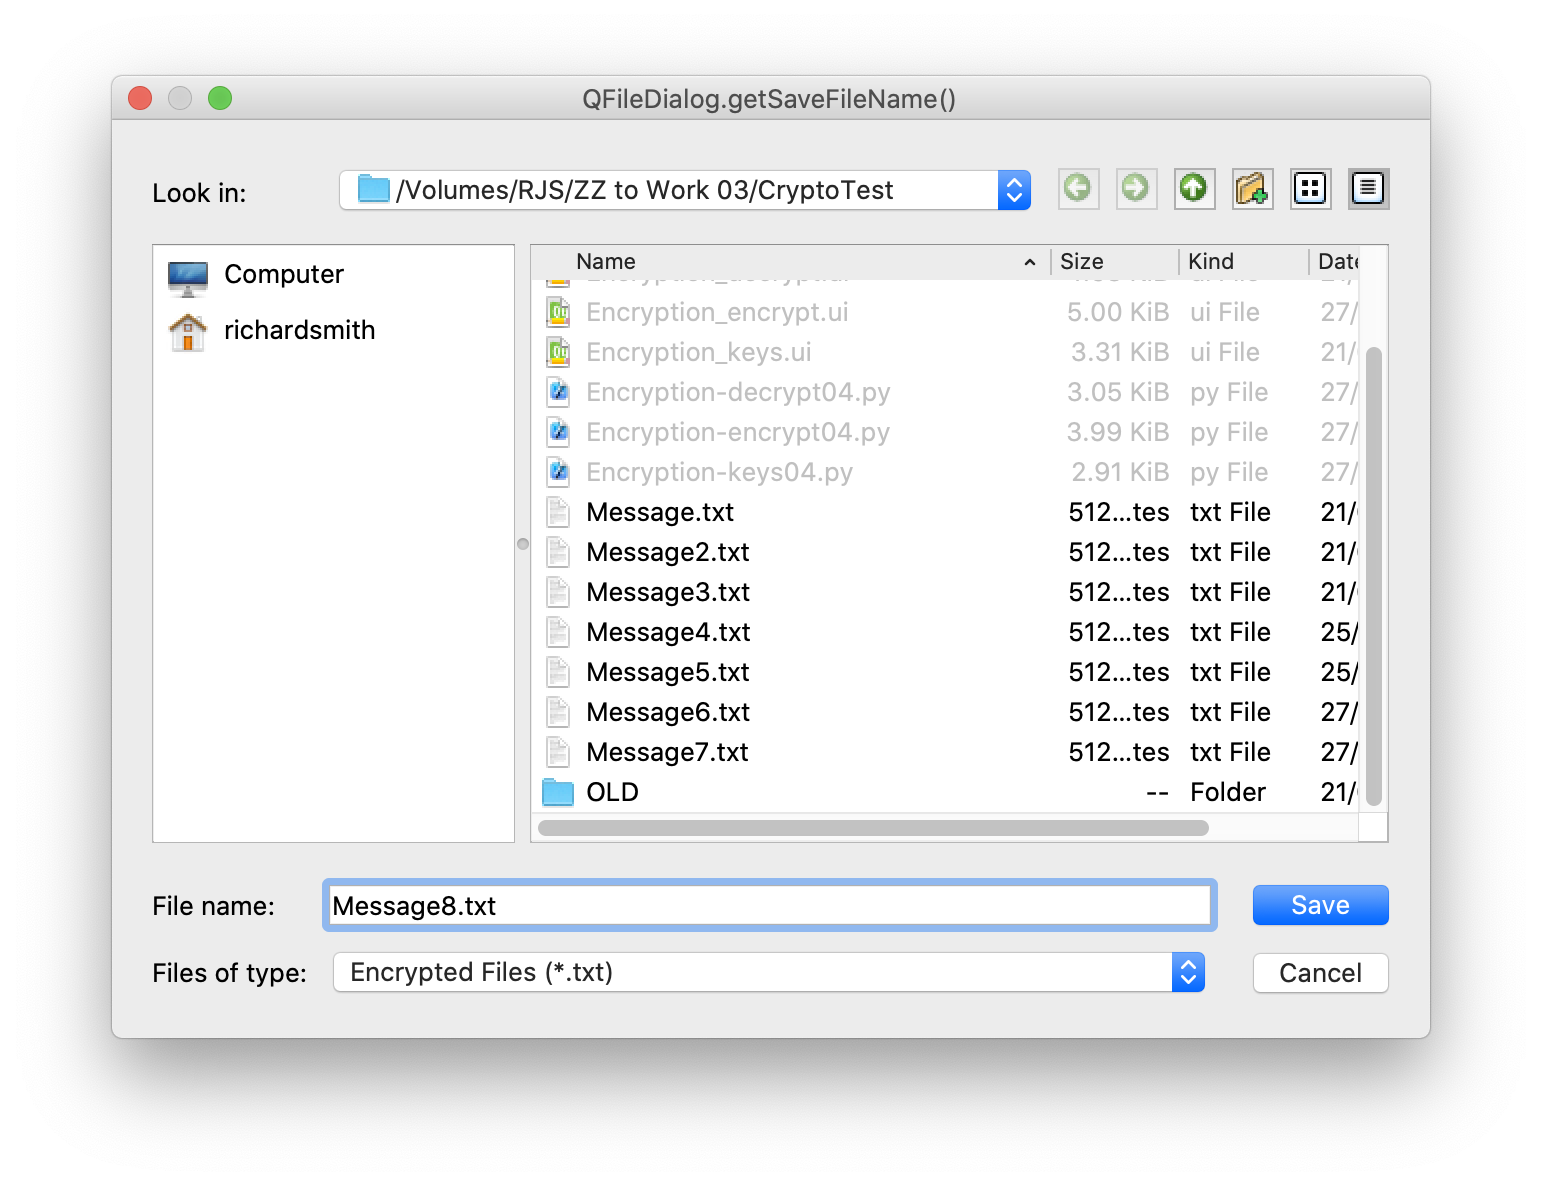 QFileDialog.getSaveFileName()
Look in: /Volumes/RJS/ZZ to Work 03/CryptoTest
Computer
richardsmith
Name Size Kind Date
Encryption_encrypt.ui 5.00 KiB ui File 27/
Encryption_keys.ui 3.31 KiB ui File 21/
Encryption-decrypt04.py 3.05 KiB py File 27/
Encryption-encrypt04.py 3.99 KiB py File 27/
Encryption-keys04.py 2.91 KiB py File 27/
Message.txt 512...tes txt File 21/
Message2.txt 512...tes txt File 21/
Message3.txt 512...tes txt File 21/
Message4.txt 512...tes txt File 25/
Message5.txt 512...tes txt File 25/
Message6.txt 512...tes txt File 27/
Message7.txt 512...tes txt File 27/
OLD -- Folder 21/
File name: Message8.txt Save
Files of type: Encrypted Files (*.txt) Cancel